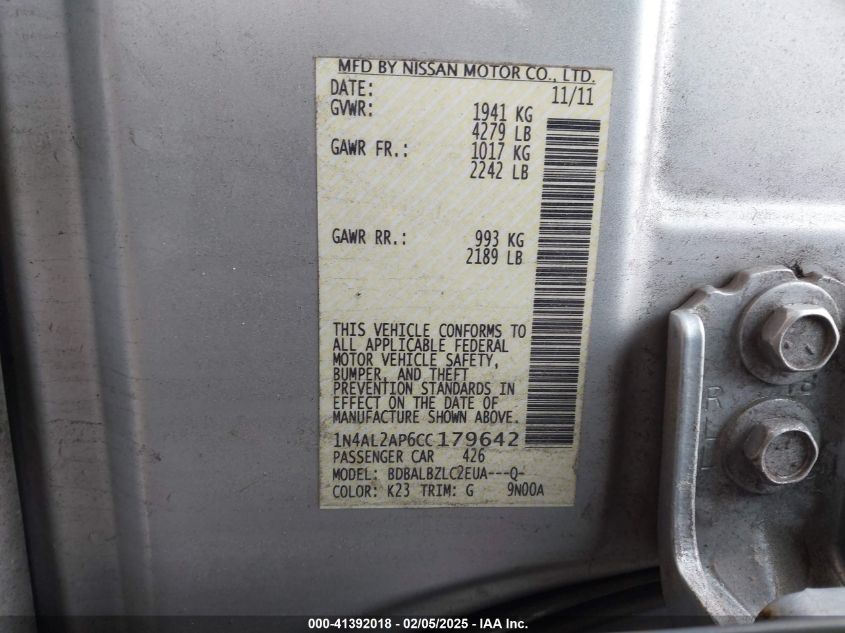 MFD BY NISSAN MOTOR CO., LTD.
DATE: 11/11
GVWR: 1941 KG
4279 LB
GAWR FR.: 1017 KG
2242 LB
GAWR RR.: 993 KG
2189 LB
THIS VEHICLE CONFORMS TO
ALL APPLICABLE FEDERAL
MOTOR VEHICLE SAFETY,
BUMPER, AND THEFT
PREVENTION STANDARDS IN
EFFECT ON THE DATE OF
MANUFACTURE SHOWN ABOVE.
1N4AL2AP6CC179642
PASSENGER CAR 426
MODEL: BDBALBZLC2EUA---Q-
COLOR: K23 TRIM: G 9N00A
000-41392018 - 02/05/2025 - IAA Inc.